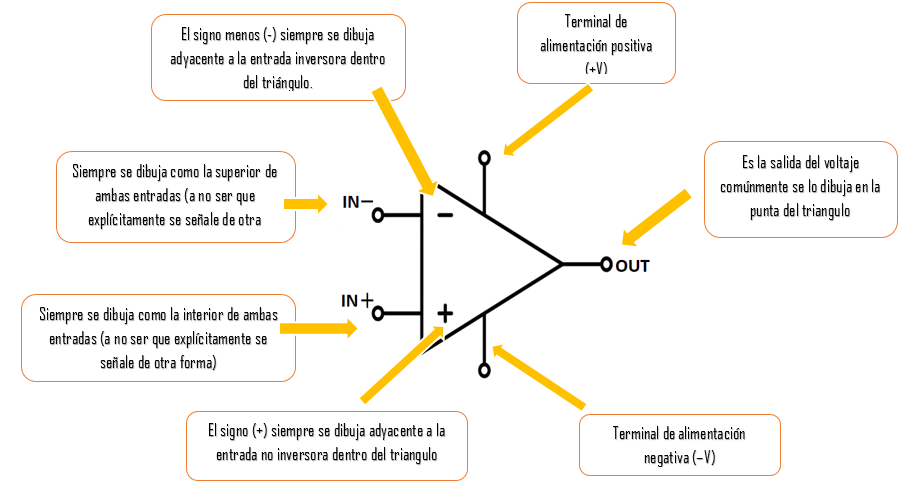 El signo menos (-) siempre se dibuja
adyacente a la entrada inversora dentro
del triángulo.
Terminal de
alimentación positiva
(+V)
Siempre se dibuja como la superior de
ambas entradas (a no ser que
explícitamente se señale de otra
Es la salida del voltaje
comúnmente se lo dibuja en la
punta del triangulo
IN−
−
OUT
IN+
+
Siempre se dibuja como la interior de ambas
entradas (a no ser que explícitamente se
señale de otra forma)
El signo (+) siempre se dibuja adyacente a la
entrada no inversora dentro del triangulo
Terminal de alimentación
negativa (–V)